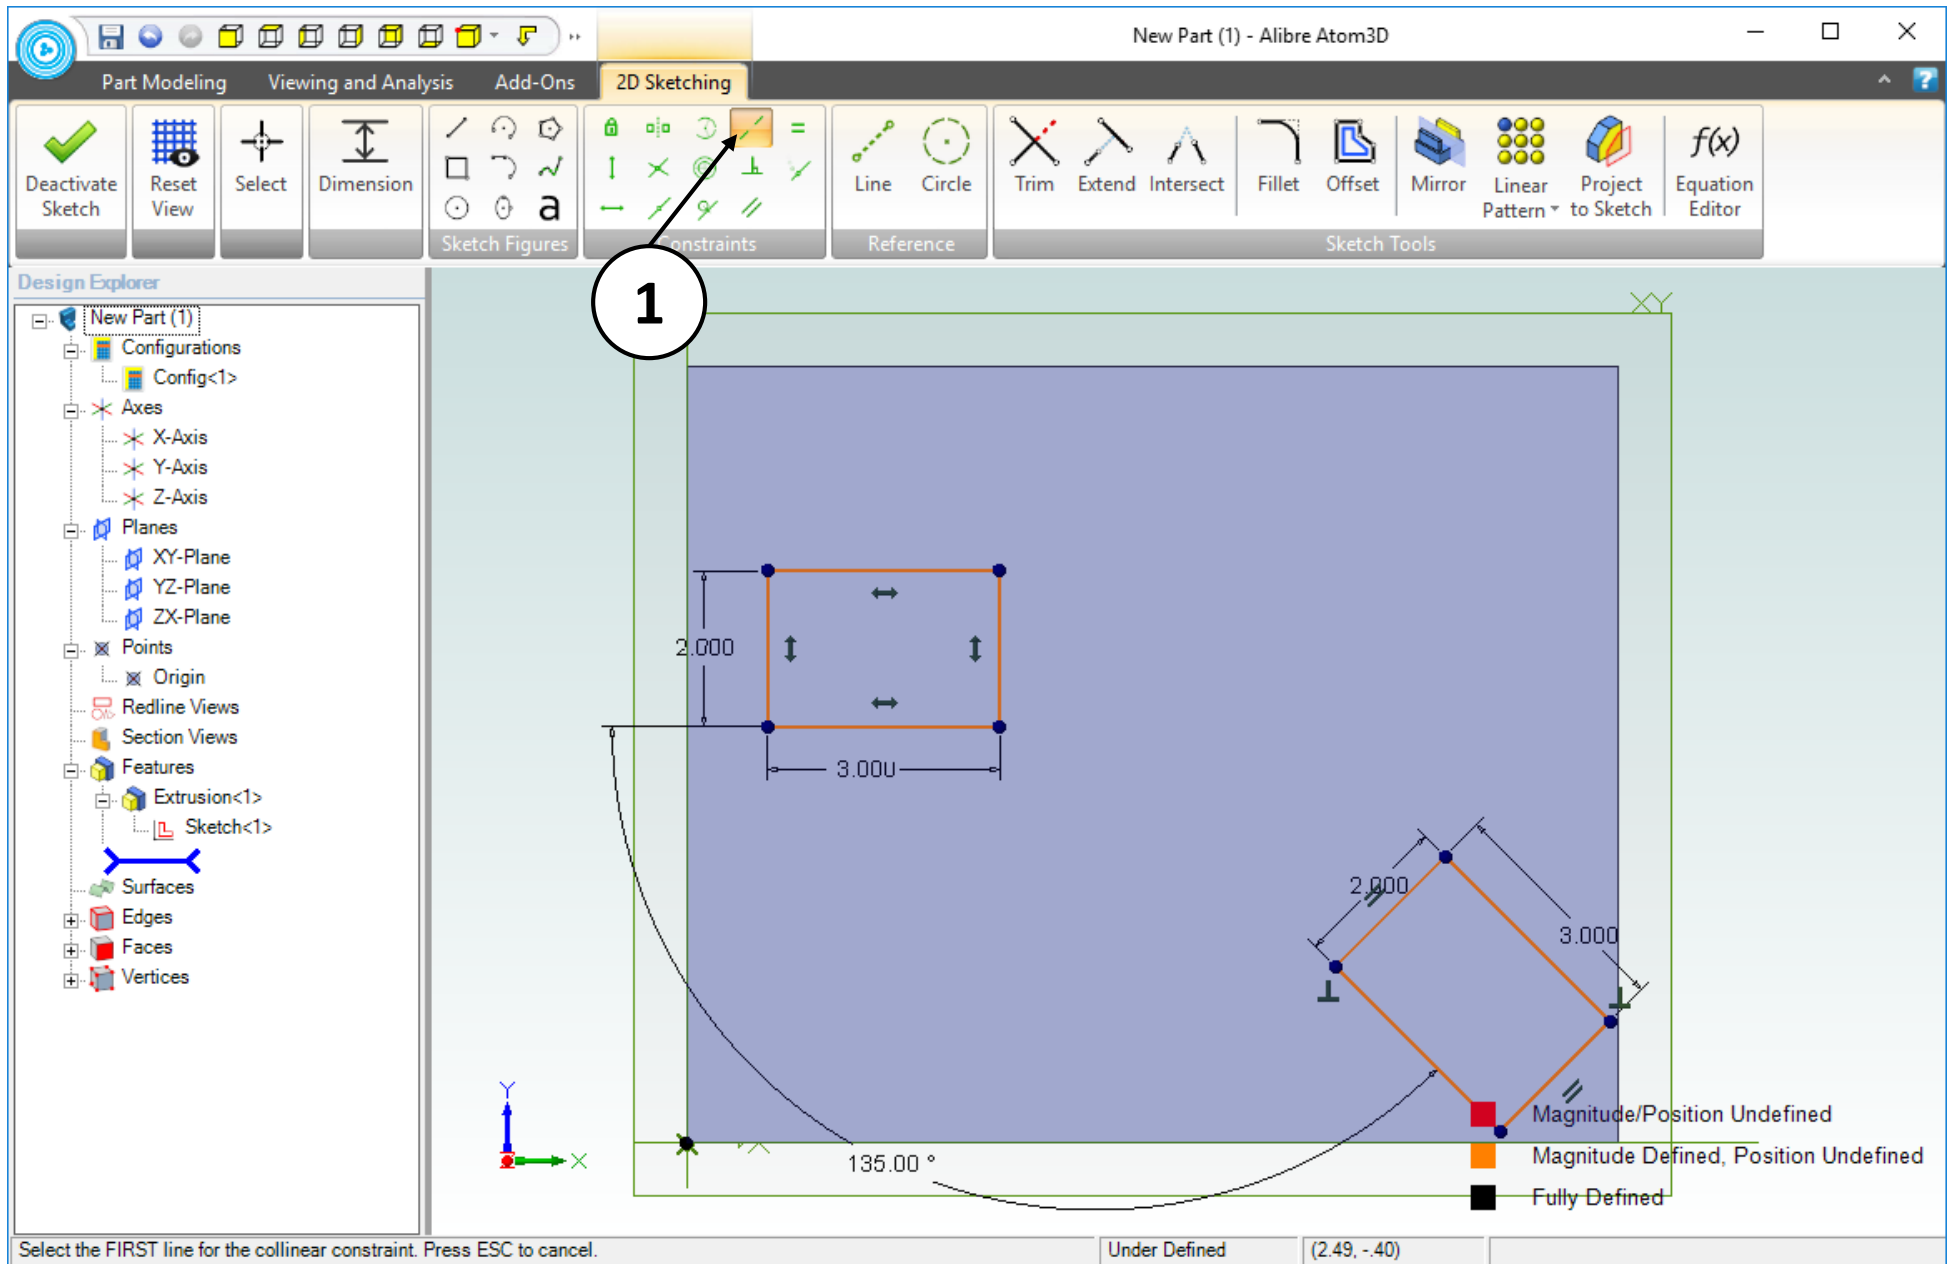 New Part (1) - Alibre Atom3D
Part Modeling
Viewing and Analysis
Add-Ons
2D Sketching
Deactivate
Sketch
Reset
View
Select
Dimension
a
Sketch Figures
Constraints
Line
Circle
Reference
Trim
Extend
Intersect
Fillet
Offset
Mirror
Linear
Pattern
Project
to Sketch
f(x)
Equation
Editor
Sketch Tools
1
Design Explorer
New Part (1)
Configurations
Config<1>
Axes
X-Axis
Y-Axis
Z-Axis
Planes
XY-Plane
YZ-Plane
ZX-Plane
Points
Origin
Redline Views
Section Views
Features
Extrusion<1>
Sketch<1>
Surfaces
Edges
Faces
Vertices
XY
2.000
3.000
2.000
3.000
135.00 °
Y
X
X
Magnitude/Position Undefined
Magnitude Defined, Position Undefined
Fully Defined
Select the FIRST line for the collinear constraint. Press ESC to cancel.
Under Defined
(2.49, -.40)